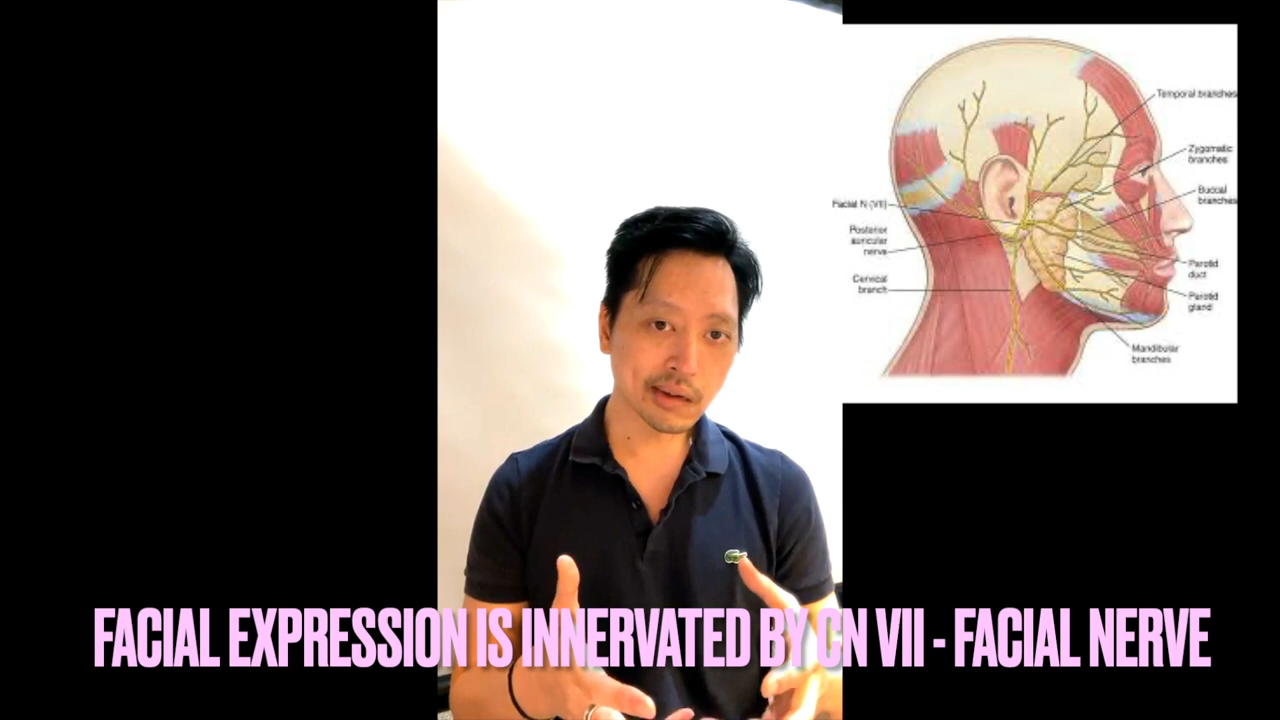 Temporal branches
Zygomatic
branches
Buccal
branches
Facial N (VII)
Posterior
auricular
nerve
Parotid
duct
Cervical
branch
Parotid
gland
Mandibular
branches
FACIAL EXPRESSION IS INNERVATED BY CN VII - FACIAL NERVE